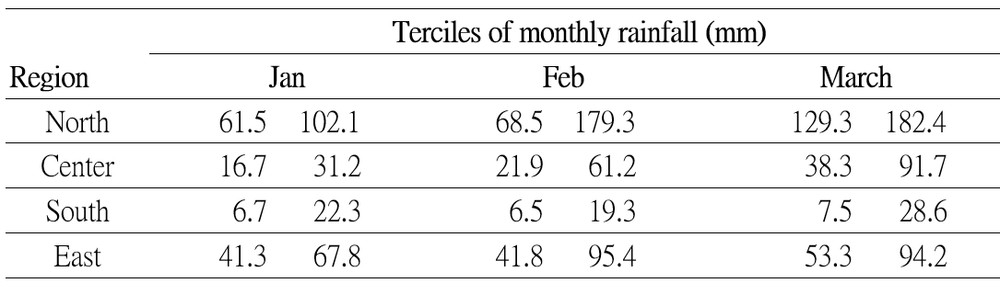 Terciles of monthly rainfall (mm)
Region Jan Feb March
North 61.5 102.1 68.5 179.3 129.3 182.4
Center 16.7 31.2 21.9 61.2 38.3 91.7
South 6.7 22.3 6.5 19.3 7.5 28.6
East 41.3 67.8 41.8 95.4 53.3 94.2